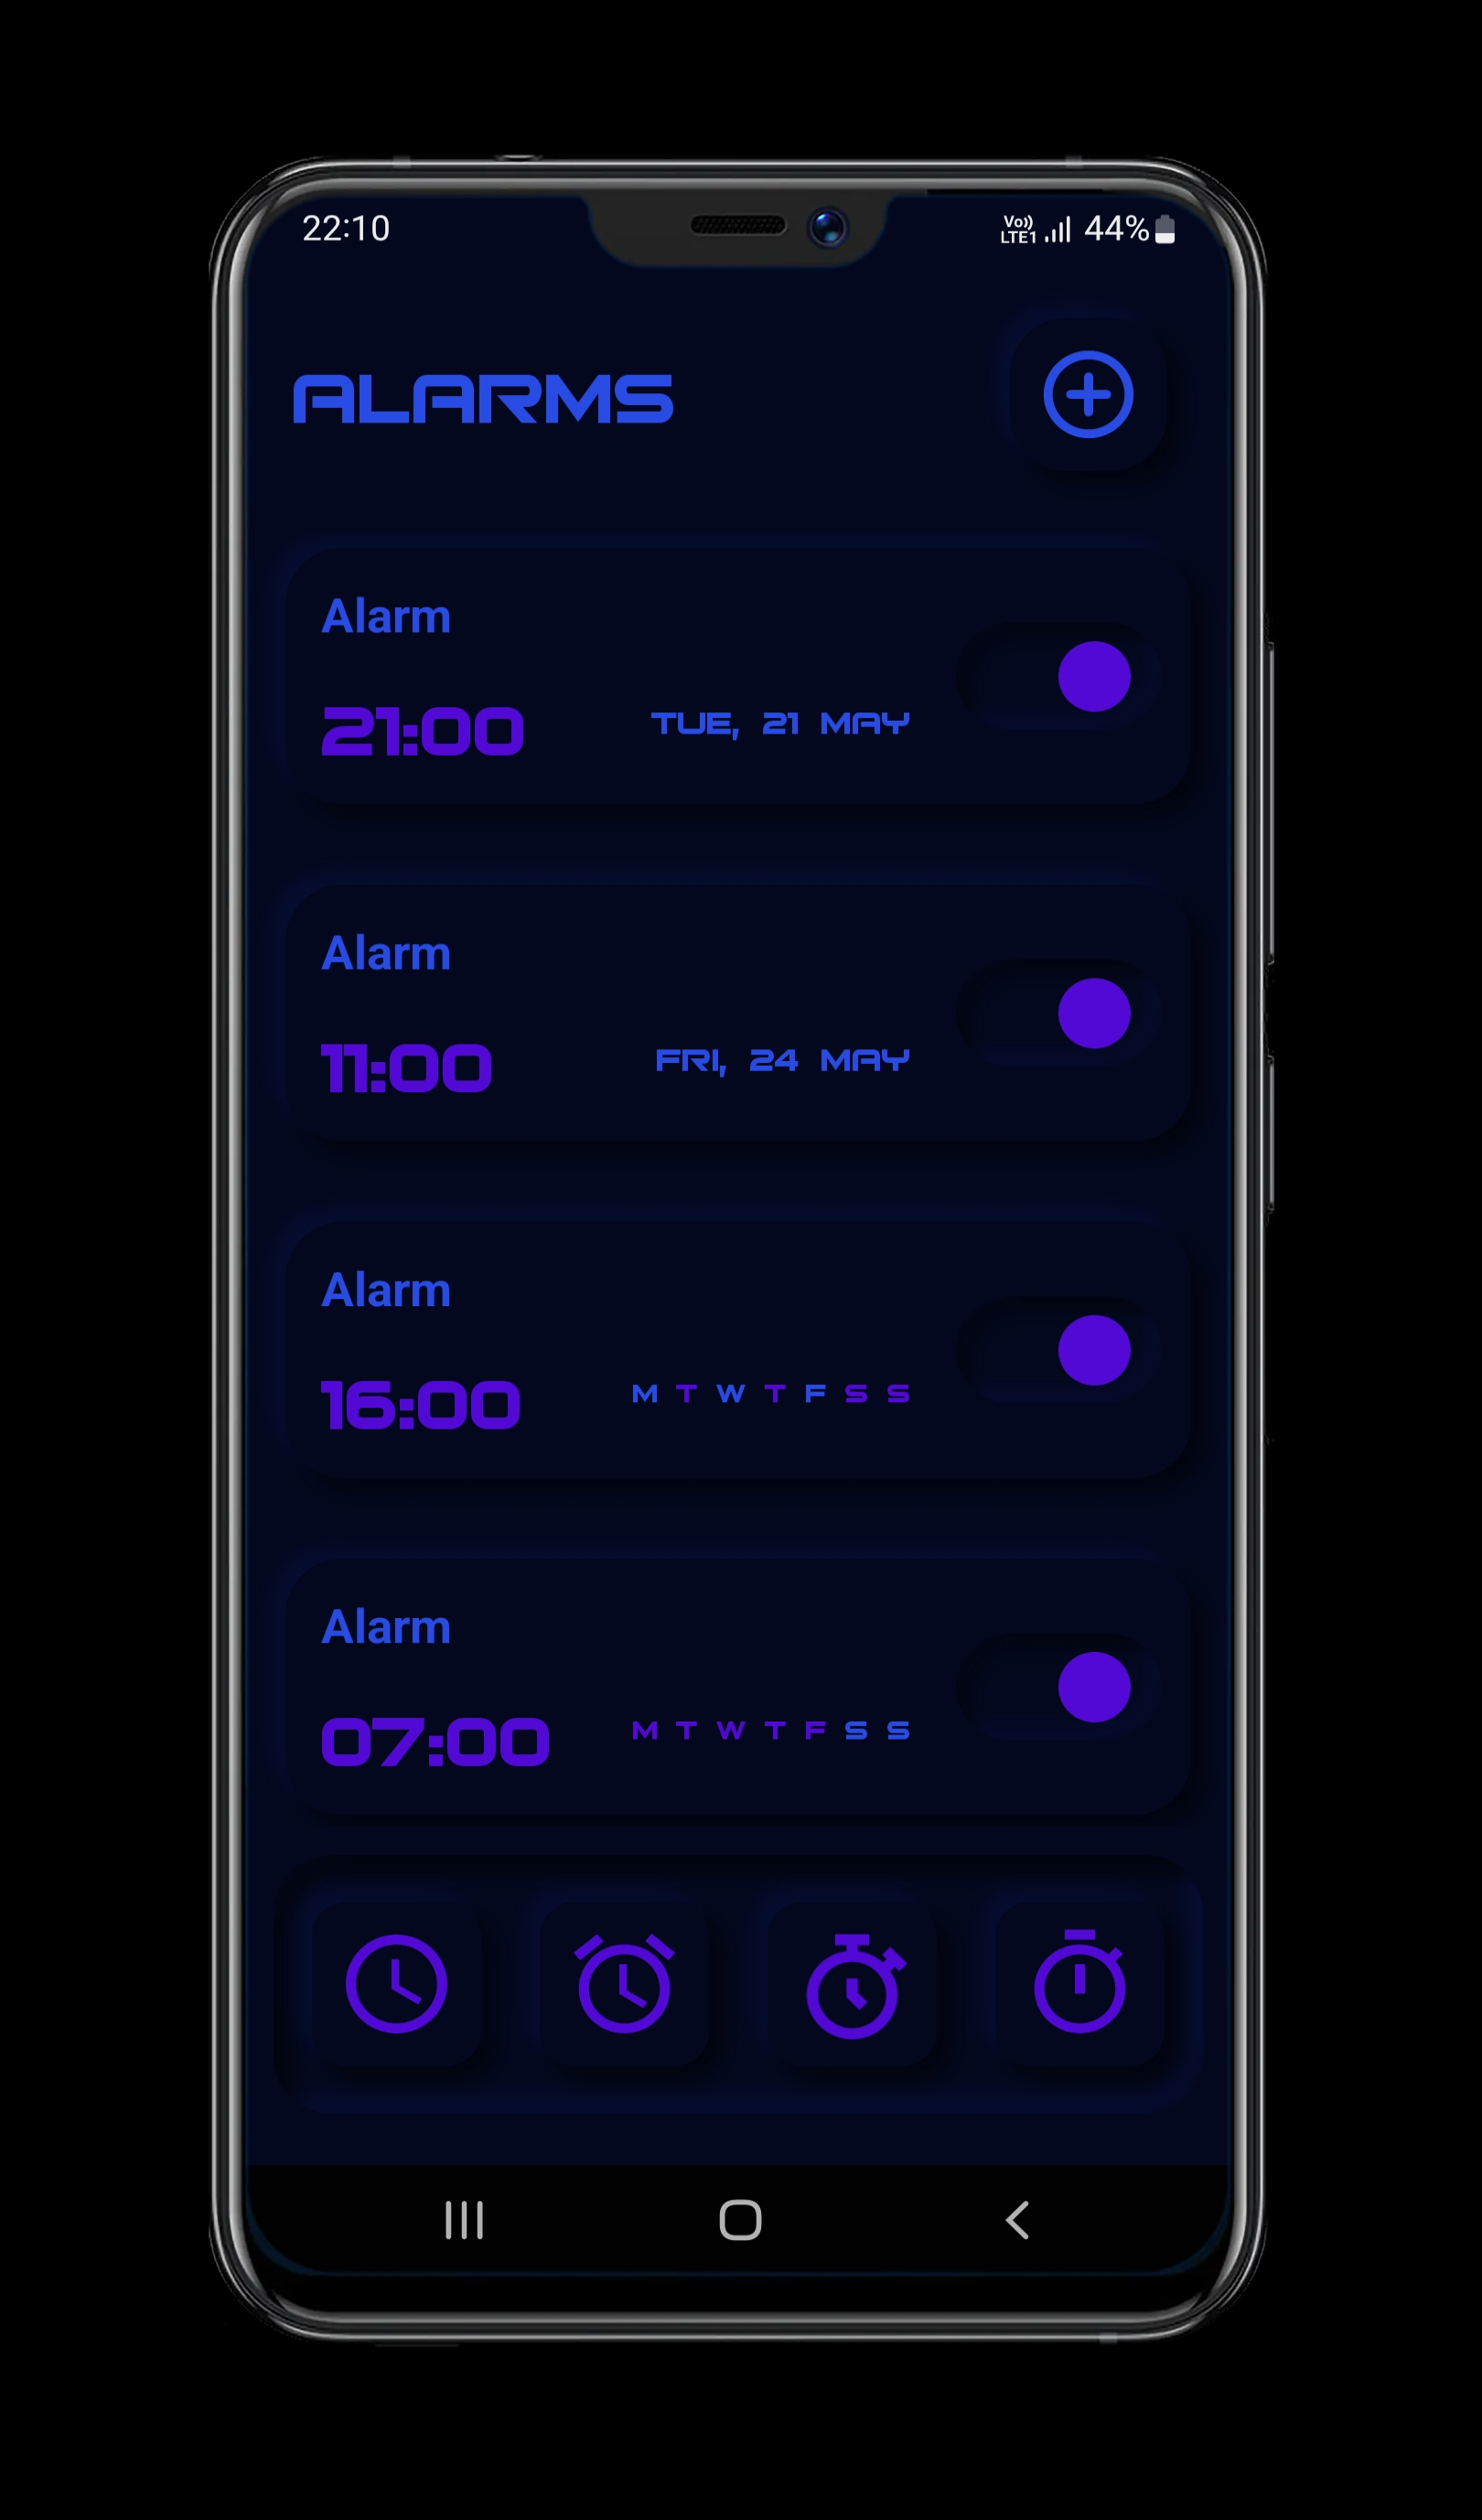 22:10 Vo)) LTE1 44%
ALARMS
Alarm
21:00 TUE, 21 MAY
Alarm
11:00 FRI, 24 MAY
Alarm
16:00 M T W T F S S
Alarm
07:00 M T W T F S S